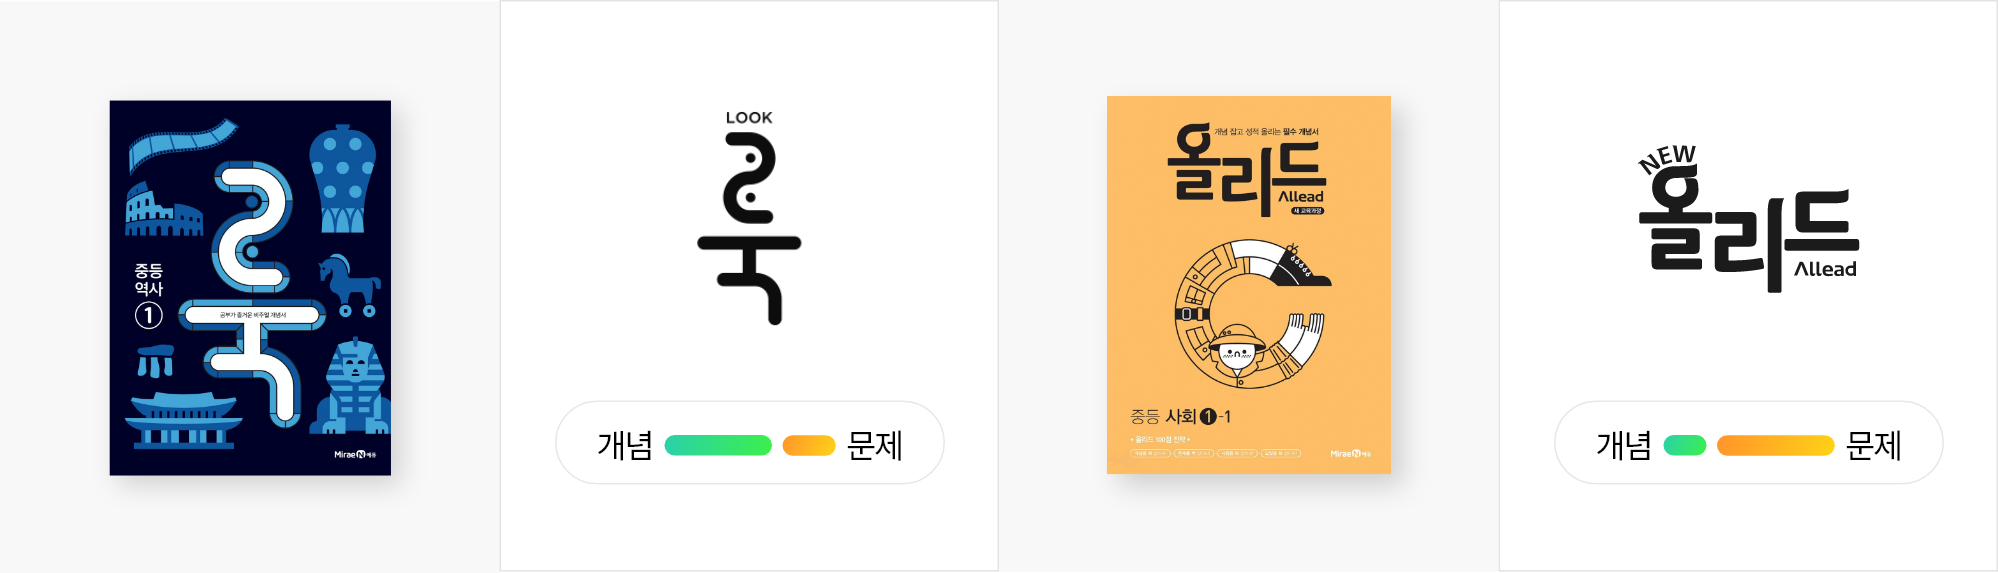 룩
중등
역사
1
공부가 즐거운 비주얼 개념서
Mirae N 에듀
LOOK
룩
개념 문제
개념 잡고 성적 올리는 필수 개념서
올리드
Allead
새 교육과정
중등 사회 1-1
• 올리드 100점 전략 •
Mirae N 에듀
NEW
올리드
Allead
개념 문제